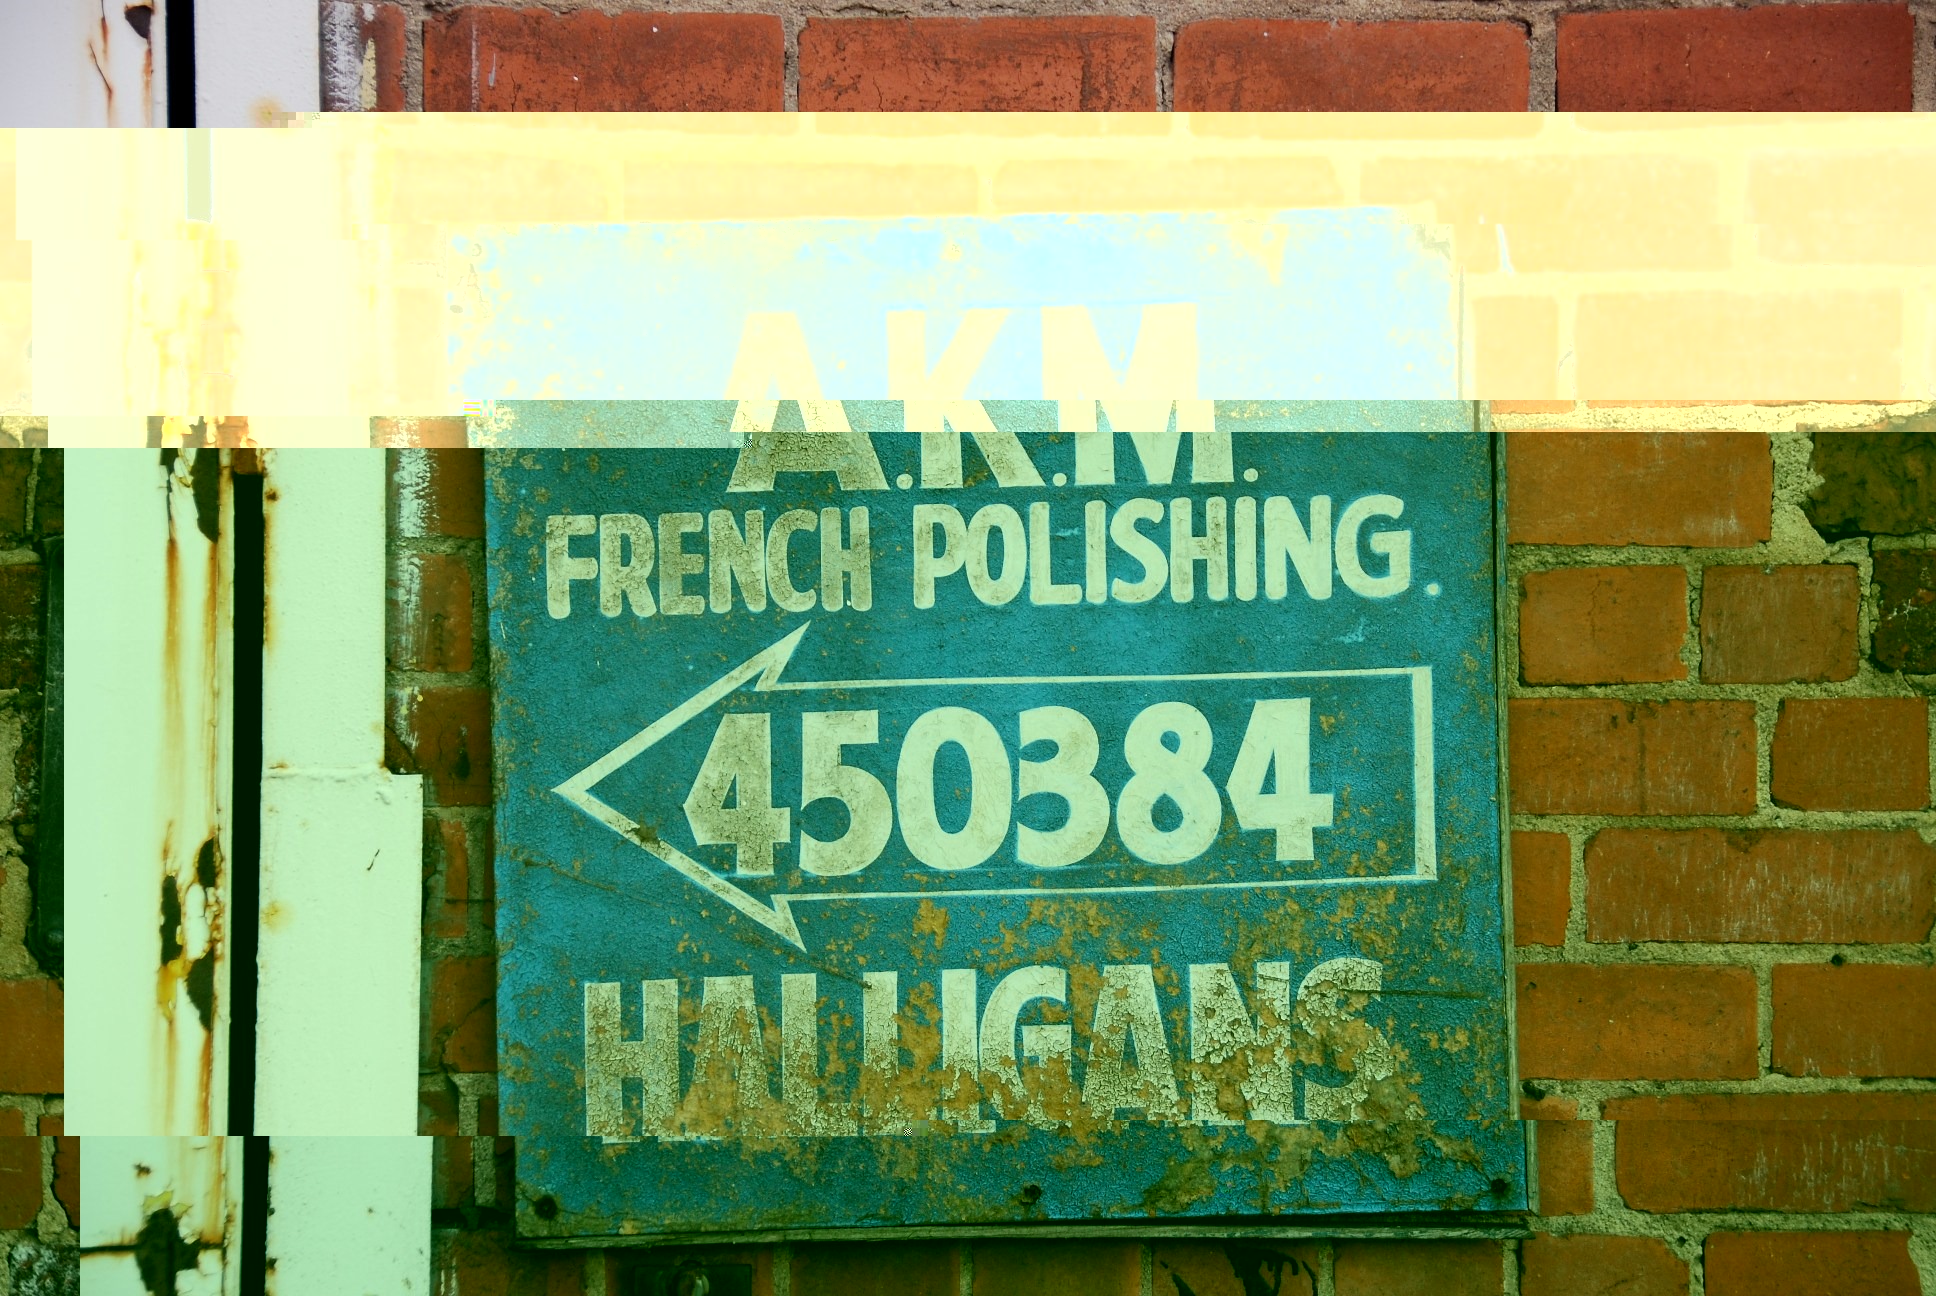 A.K.M.
FRENCH POLISHING.
450384
HALLIGANS